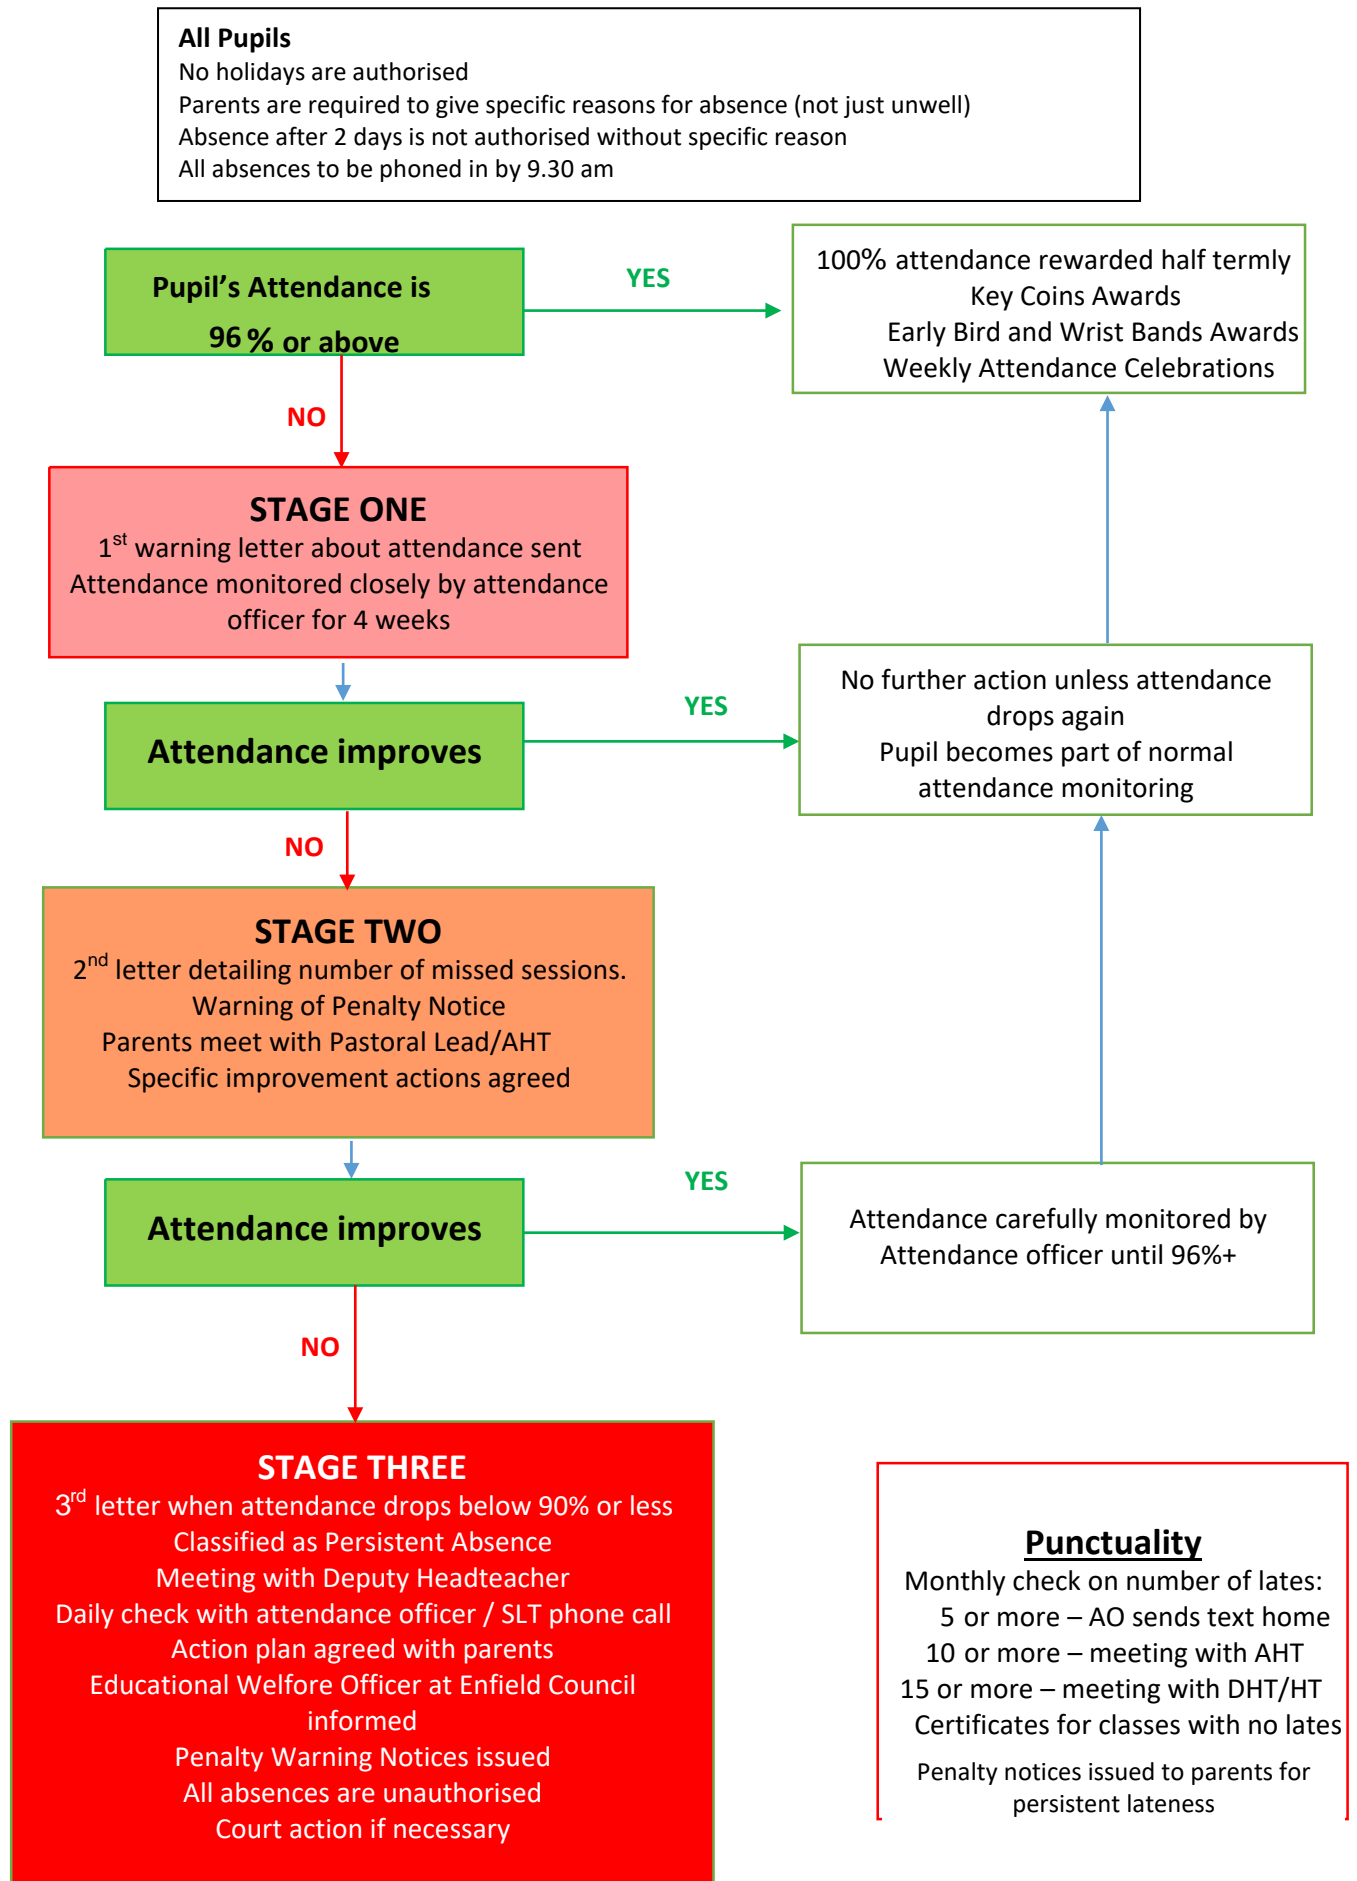 All Pupils
No holidays are authorised
Parents are required to give specific reasons for absence (not just unwell)
Absence after 2 days is not authorised without specific reason
All absences to be phoned in by 9.30 am
Pupil's Attendance is
96 % or above
YES
100% attendance rewarded half termly
Key Coins Awards
Early Bird and Wrist Bands Awards
Weekly Attendance Celebrations
NO
STAGE ONE
1st warning letter about attendance sent
Attendance monitored closely by attendance
officer for 4 weeks
Attendance improves
YES
No further action unless attendance
drops again
Pupil becomes part of normal
attendance monitoring
NO
STAGE TWO
2nd letter detailing number of missed sessions.
Warning of Penalty Notice
Parents meet with Pastoral Lead/AHT
Specific improvement actions agreed
Attendance improves
YES
Attendance carefully monitored by
Attendance officer until 96%+
NO
STAGE THREE
3rd letter when attendance drops below 90% or less
Classified as Persistent Absence
Meeting with Deputy Headteacher
Daily check with attendance officer / SLT phone call
Action plan agreed with parents
Educational Welfore Officer at Enfield Council
informed
Penalty Warning Notices issued
All absences are unauthorised
Court action if necessary
Punctuality
Monthly check on number of lates:
5 or more – AO sends text home
10 or more – meeting with AHT
15 or more – meeting with DHT/HT
Certificates for classes with no lates
Penalty notices issued to parents for
persistent lateness